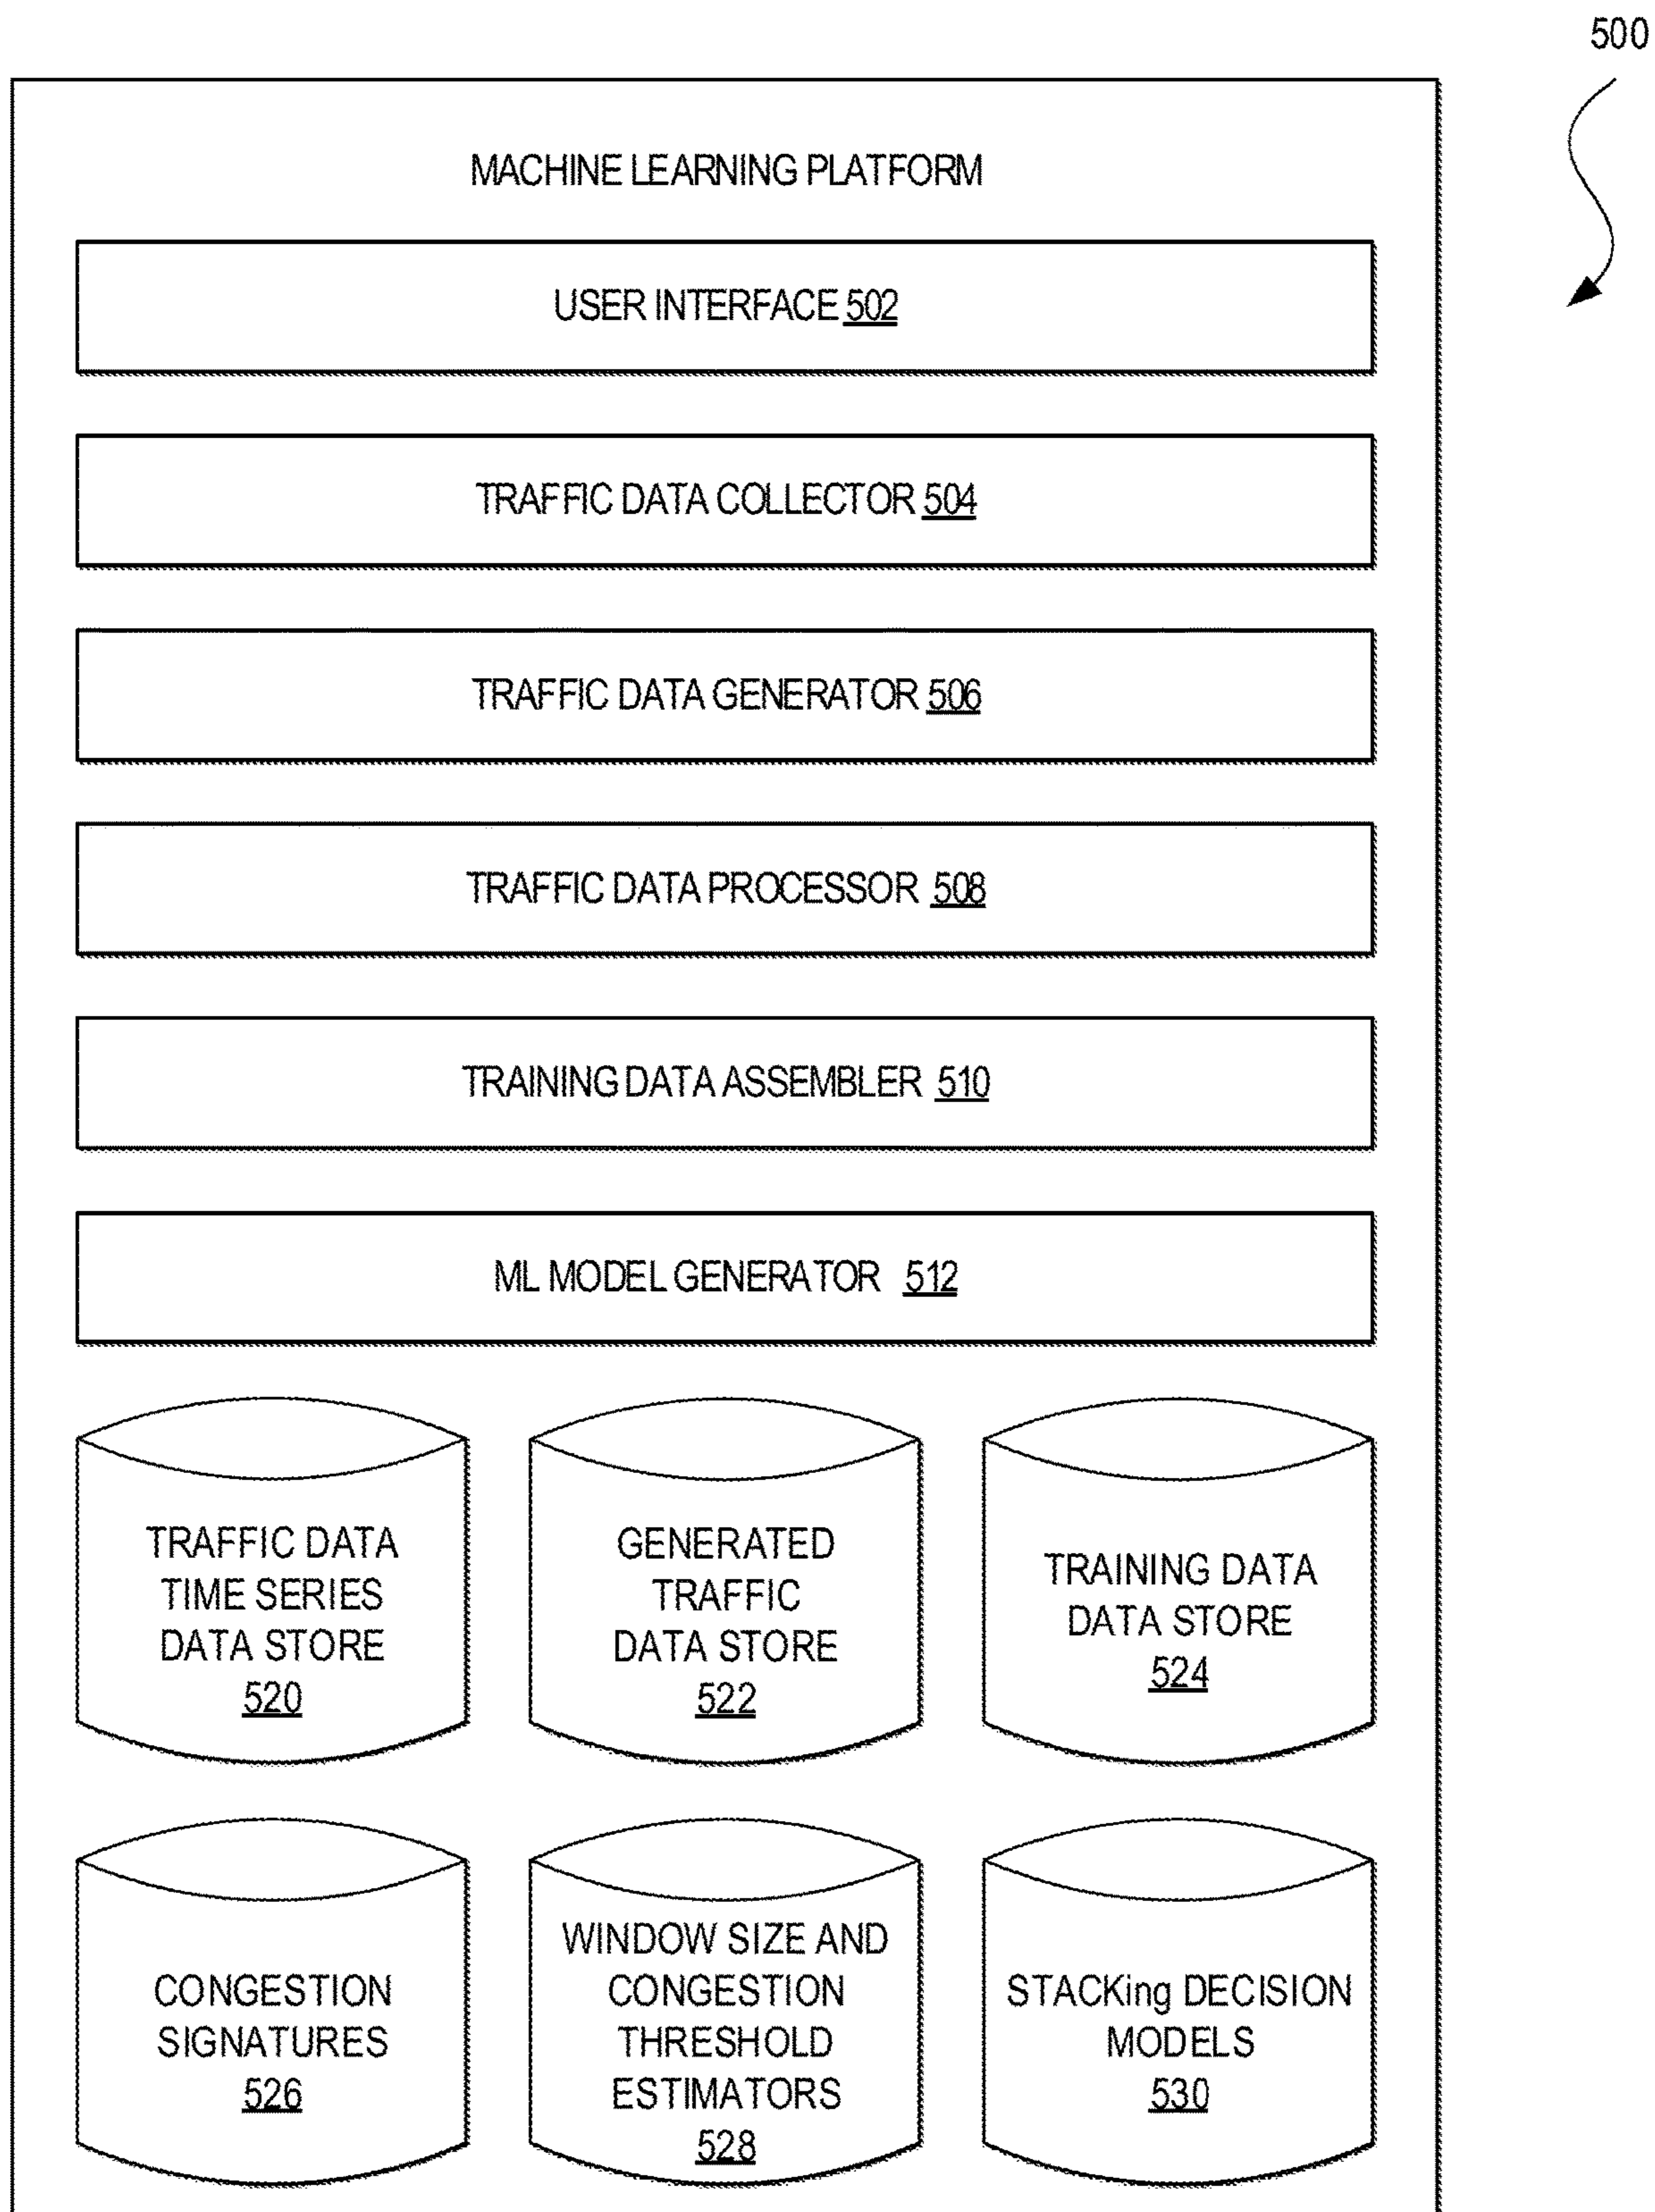 500
MACHINE LEARNING PLATFORM
USER INTERFACE 502
TRAFFIC DATA COLLECTOR 504
TRAFFIC DATA GENERATOR 506
TRAFFIC DATA PROCESSOR 508
TRAINING DATA ASSEMBLER 510
ML MODEL GENERATOR 512
TRAFFIC DATA
TIME SERIES
DATA STORE
520
GENERATED
TRAFFIC
DATA STORE
522
TRAINING DATA
DATA STORE
524
CONGESTION
SIGNATURES
526
WINDOW SIZE AND
CONGESTION
THRESHOLD
ESTIMATORS
528
STACKing DECISION
MODELS
530